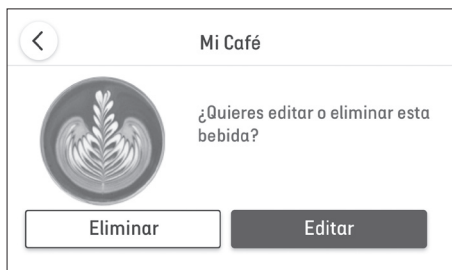 Mi Café
¿Quieres editar o eliminar esta
bebida?
Eliminar
Editar